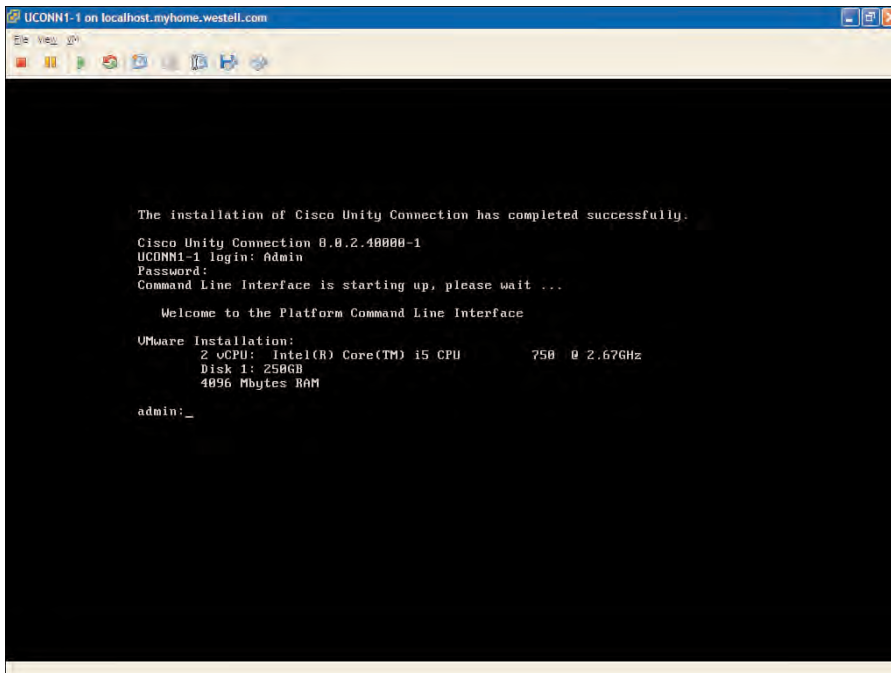 UCONN1-1 on localhost.myhome.westell.com
File View VM
The installation of Cisco Unity Connection has completed successfully.
Cisco Unity Connection 8.0.2.40000-1
UCONN1-1 login: Admin
Password:
Command Line Interface is starting up, please wait ...
Welcome to the Platform Command Line Interface
VMware Installation:
2 vCPU: Intel(R) Core(TM) i5 CPU 750 @ 2.67GHz
Disk 1: 250GB
4096 Mbytes RAM
admin:_